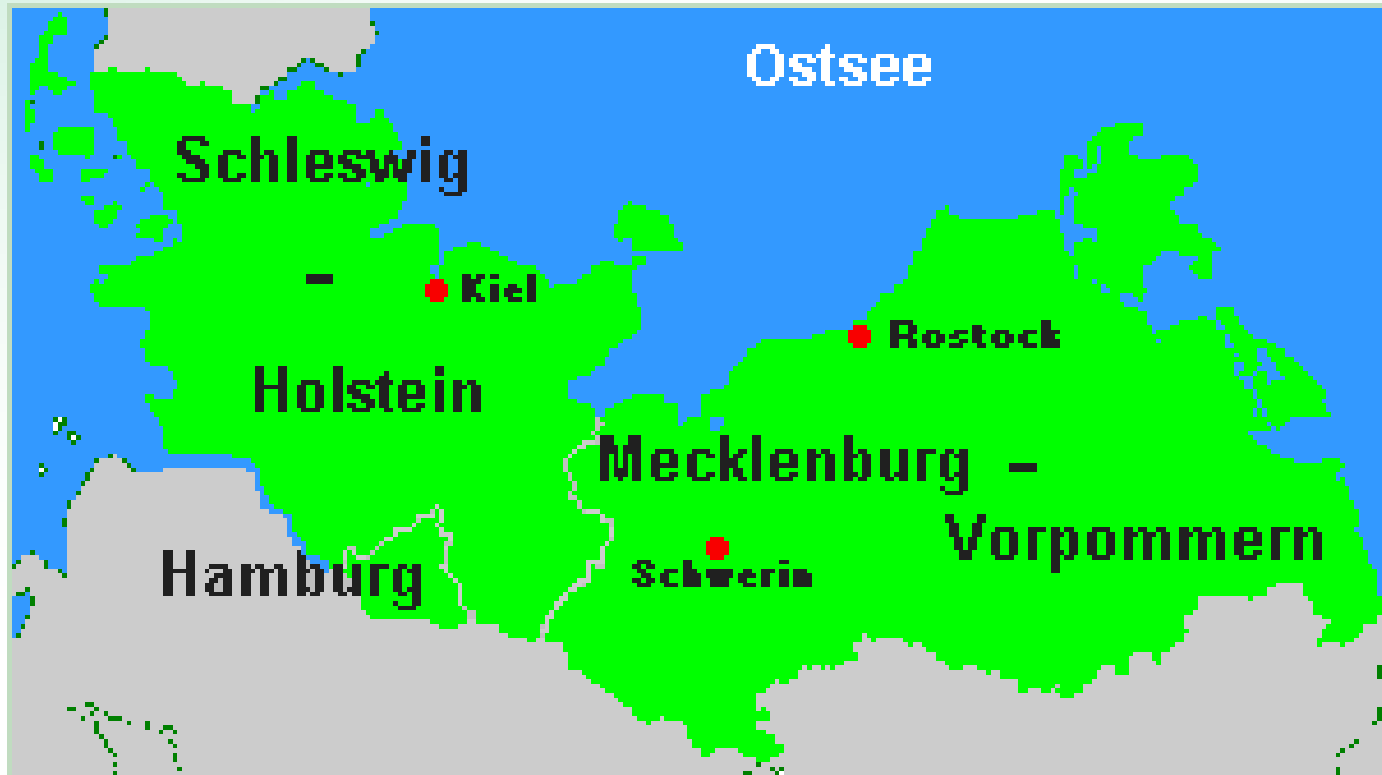 Ostsee
Schleswig
-
Kiel
Rostock
Holstein
Mecklenburg -
Vorpommern
Hamburg
Schwerin